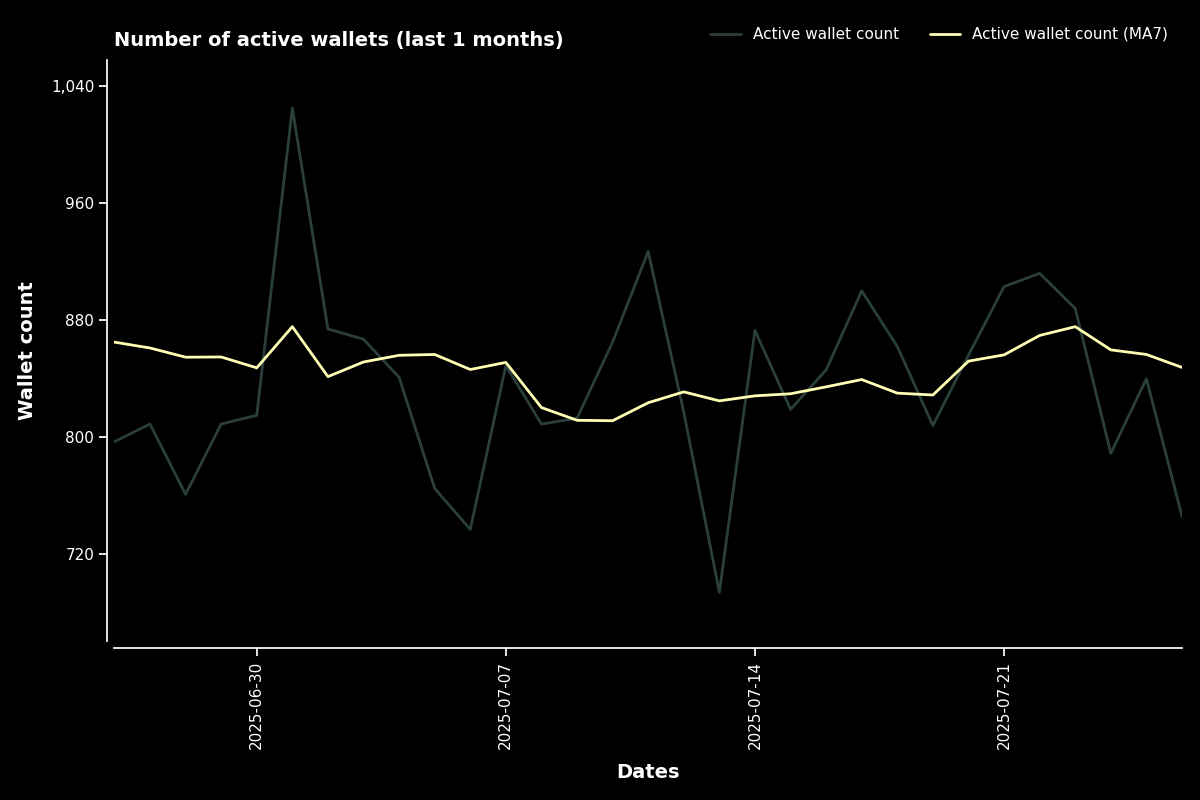 Number of active wallets (last 1 months)
Active wallet count
Active wallet count (MA7)
Wallet count
1,040
960
880
800
720
2025-06-30
2025-07-07
2025-07-14
2025-07-21
Dates